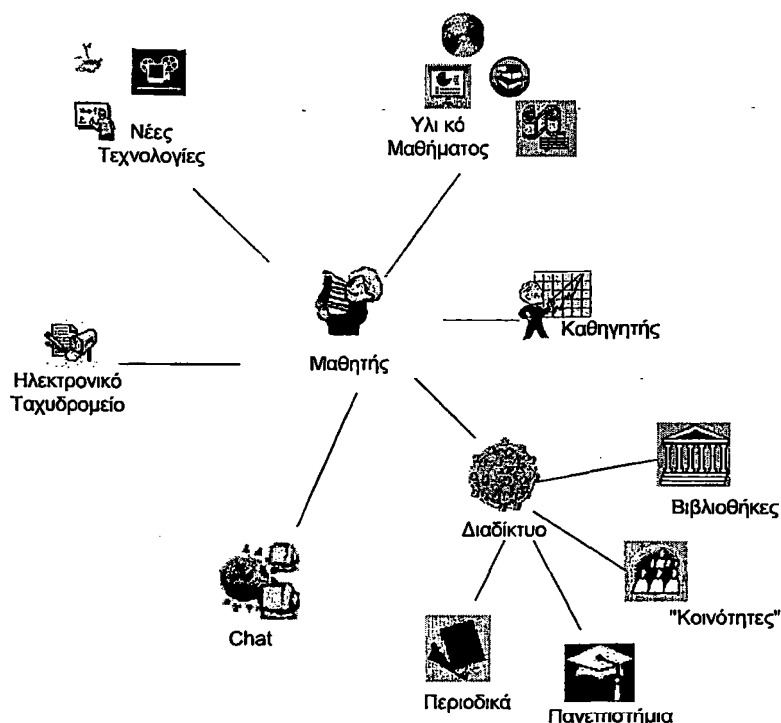 Νέες
Τεχνολογίες
Υλι κό
Μαθήματος
Καθηγητής
Μαθητής
Ηλεκτρονικό
Ταχυδρομείο
Διαδίκτυο
Βιβλιοθήκες
"Κοινότητες"
Chat
Περιοδικά
Πανεπιστήμια